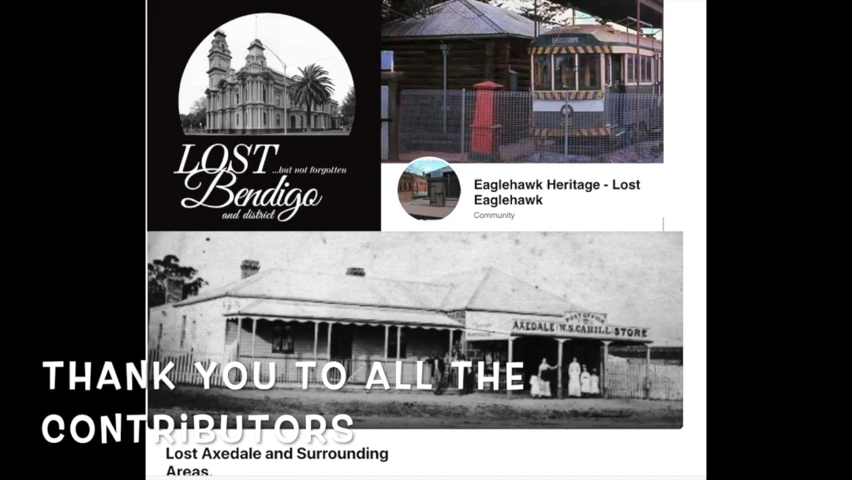 LOST
...but not forgotten
Bendigo
and district
Eaglehawk Heritage - Lost
Eaglehawk
Community
POST OFFICE
AXEDALE W.S.CAHILL STORE
THANK YOU TO ALL THE
CONTRiBUTORS
Lost Axedale and Surrounding
Areas.